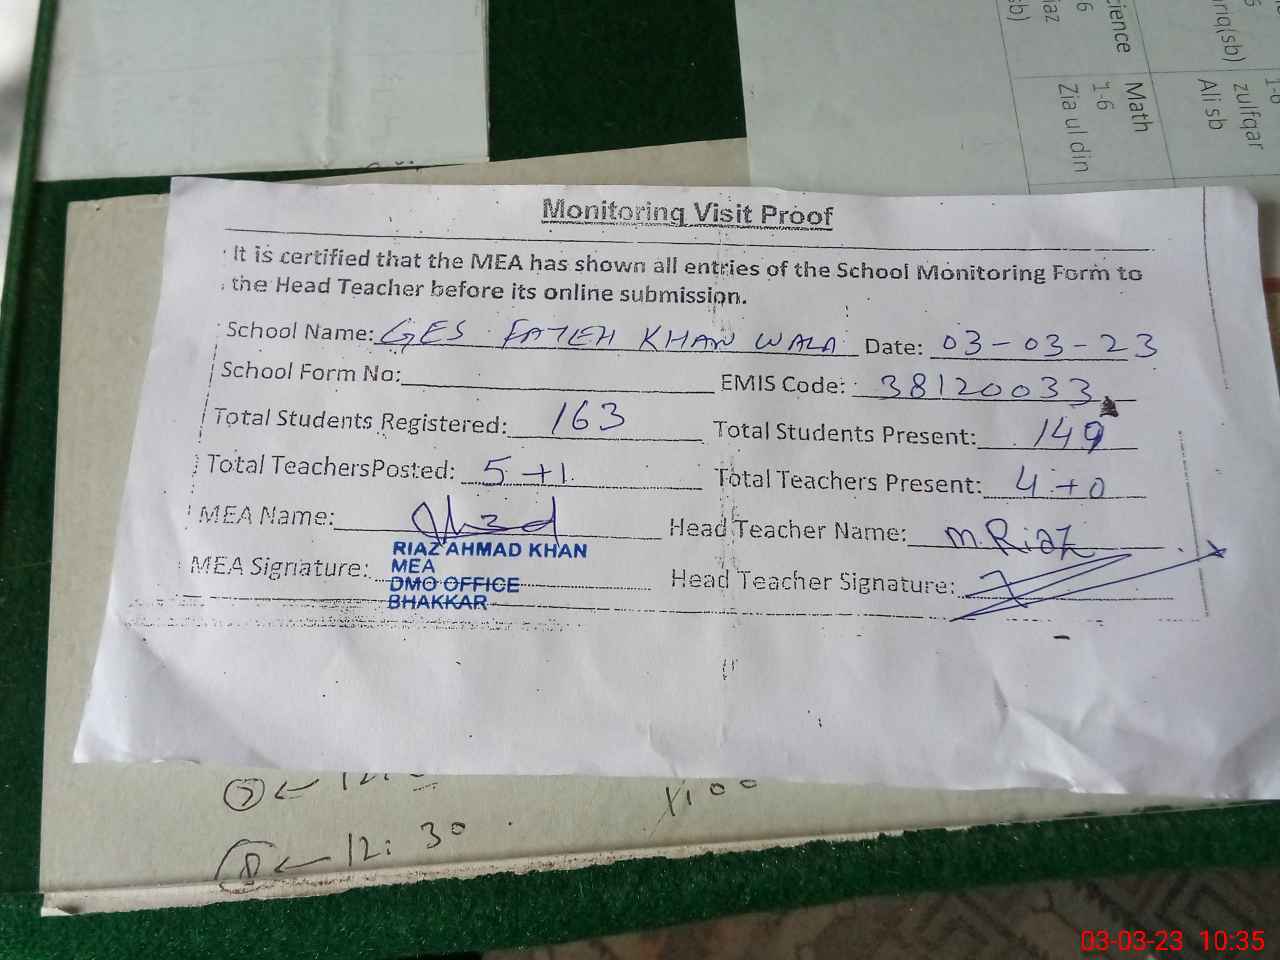 ience
6
iaz
sb)
Math
1-6
Zia ul din
riq(sb)
1-6
zulfqar
Ali sb
Monitoring Visit Proof
It is certified that the MEA has shown all entries of the School Monitoring Form to
the Head Teacher before its online submission.
School Name: GES FATEH KHAN WALA Date: 03-03-23
School Form No: EMIS Code: 38120033
Total Students Registered: 163 Total Students Present: 149
Total TeachersPosted: 5+1 Total Teachers Present: 4+0
MEA Name: Head Teacher Name: M.Riaz
RIAZ AHMAD KHAN
MEA Signature: MEA Head Teacher Signature:
DMO OFFICE
BHAKKAR
7 ← 12:
8 ← 12:30
03-03-23 10:35